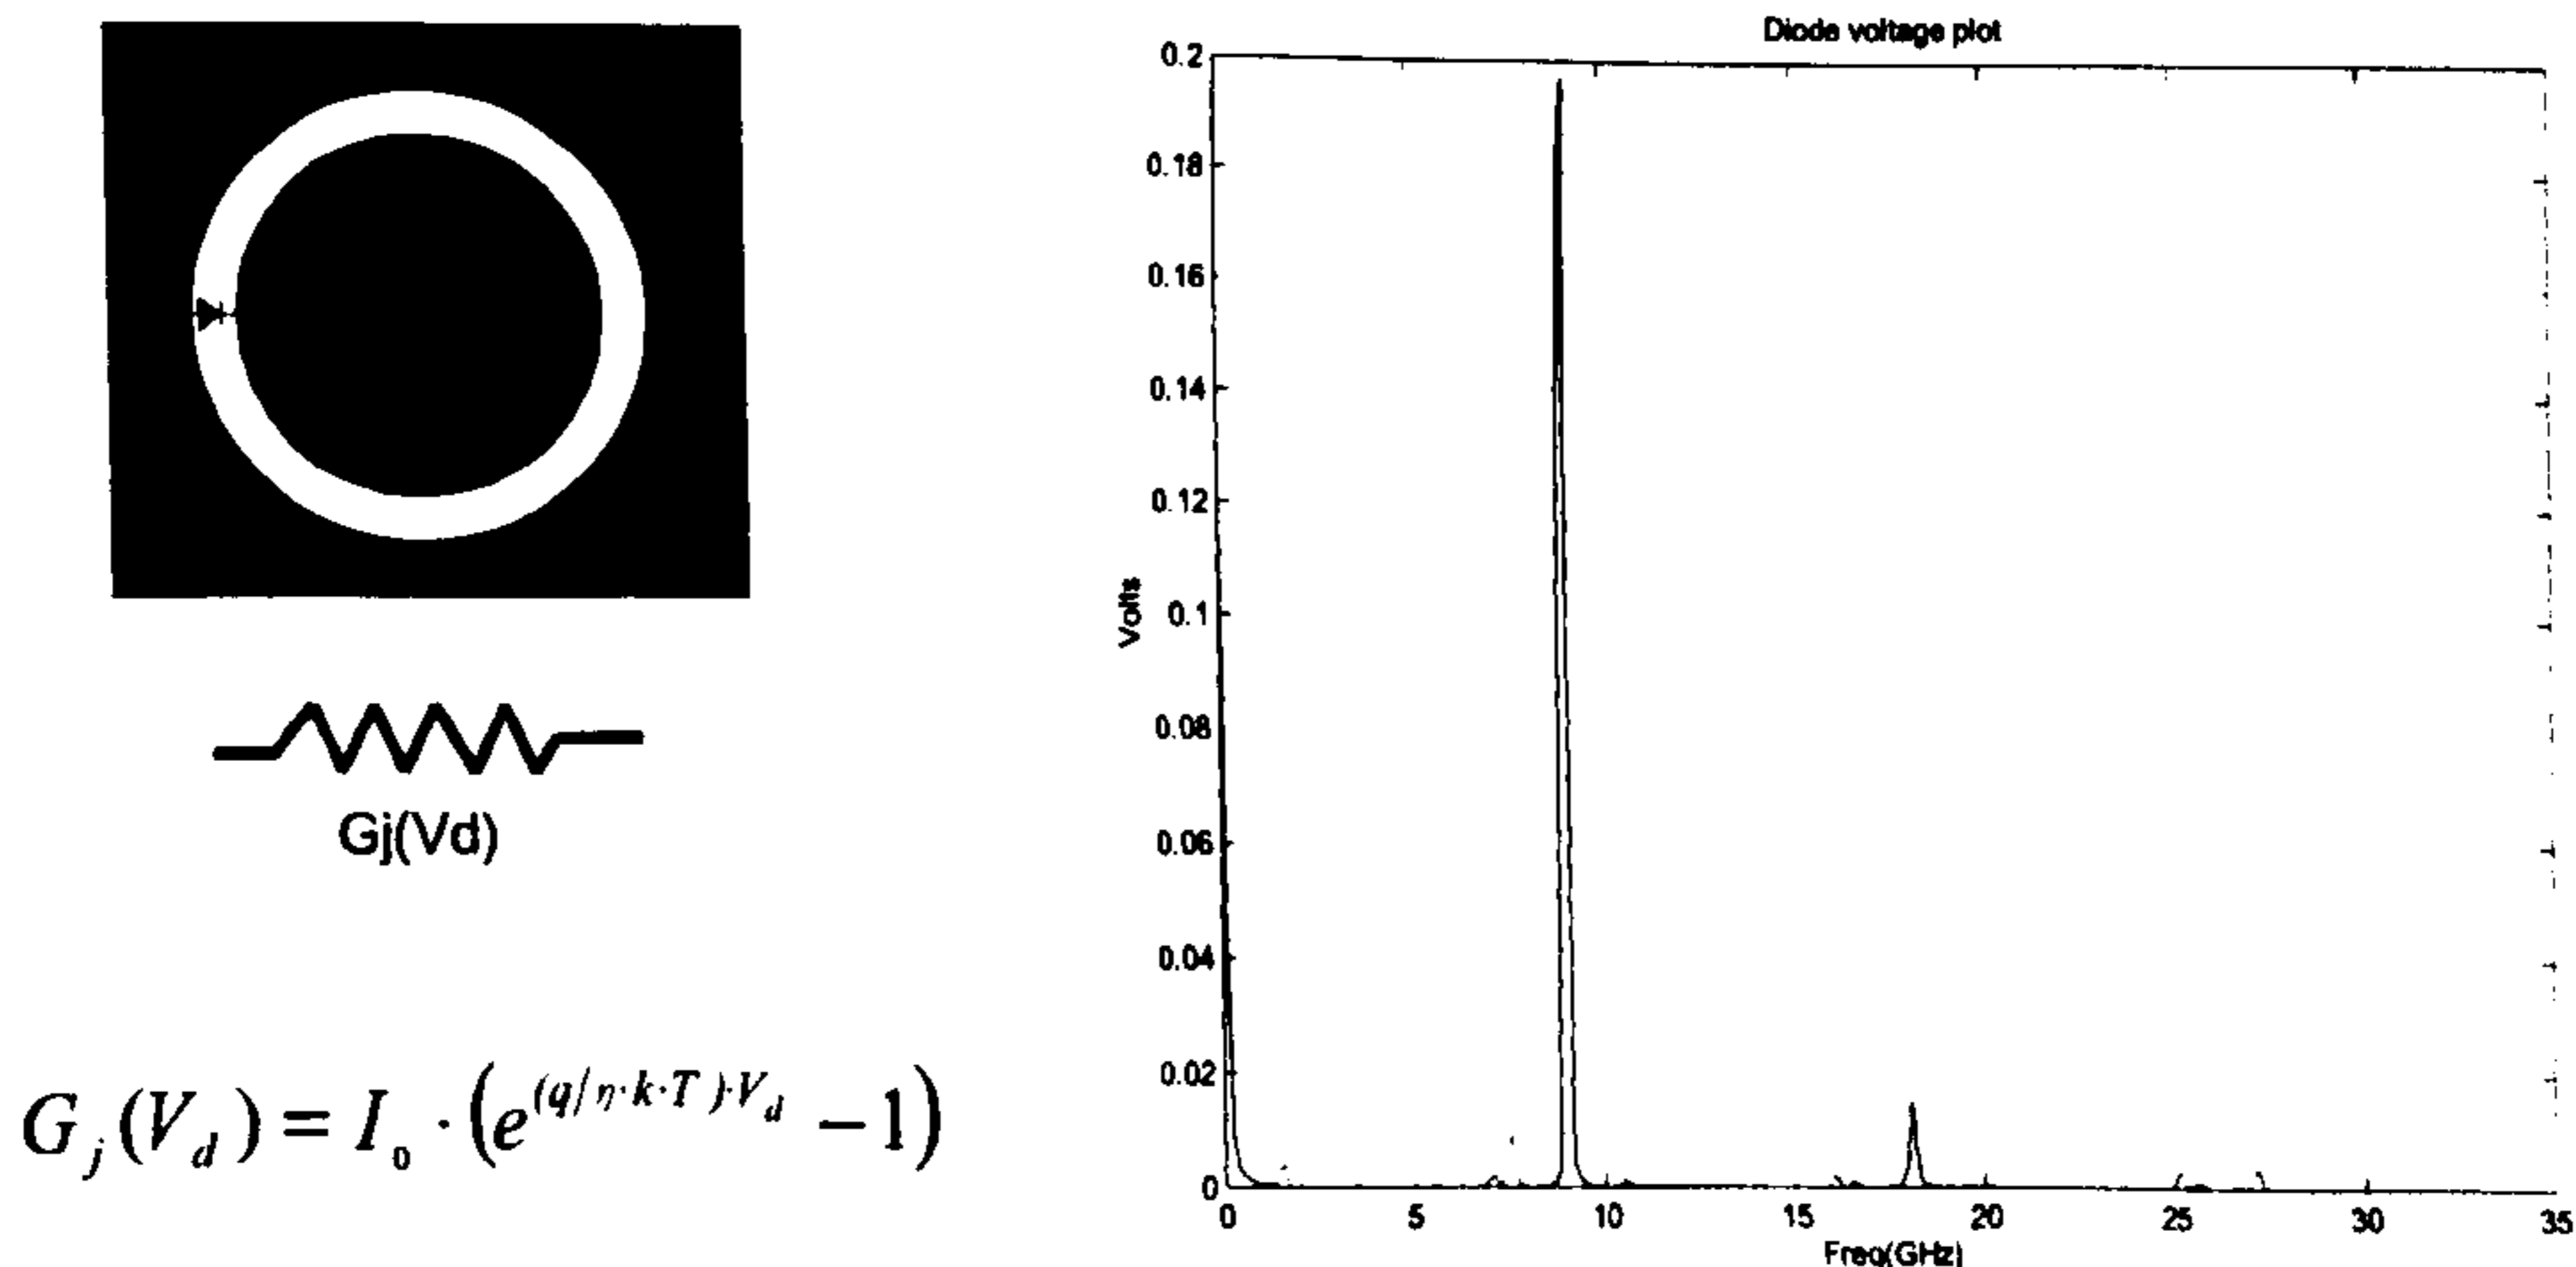 Gj(Vd)
G_j(V_d) = I_0 · (e^{(q/η·k·T)·V_d} − 1)
Diode voltage plot
Volts
0.2
0.18
0.16
0.14
0.12
0.1
0.08
0.06
0.04
0.02
0
0 5 10 15 20 25 30 35
Freq(GHz)